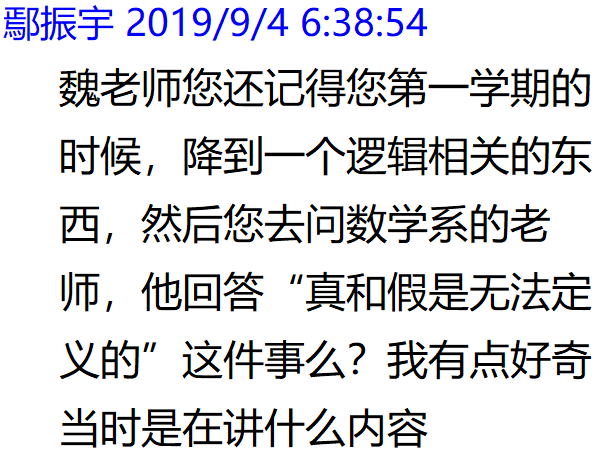 鄢振宇 2019/9/4 6:38:54
魏老师您还记得您第一学期的
时候，降到一个逻辑相关的东
西，然后您去问数学系的老
师，他回答“真和假是无法定
义的”这件事么？我有点好奇
当时是在讲什么内容